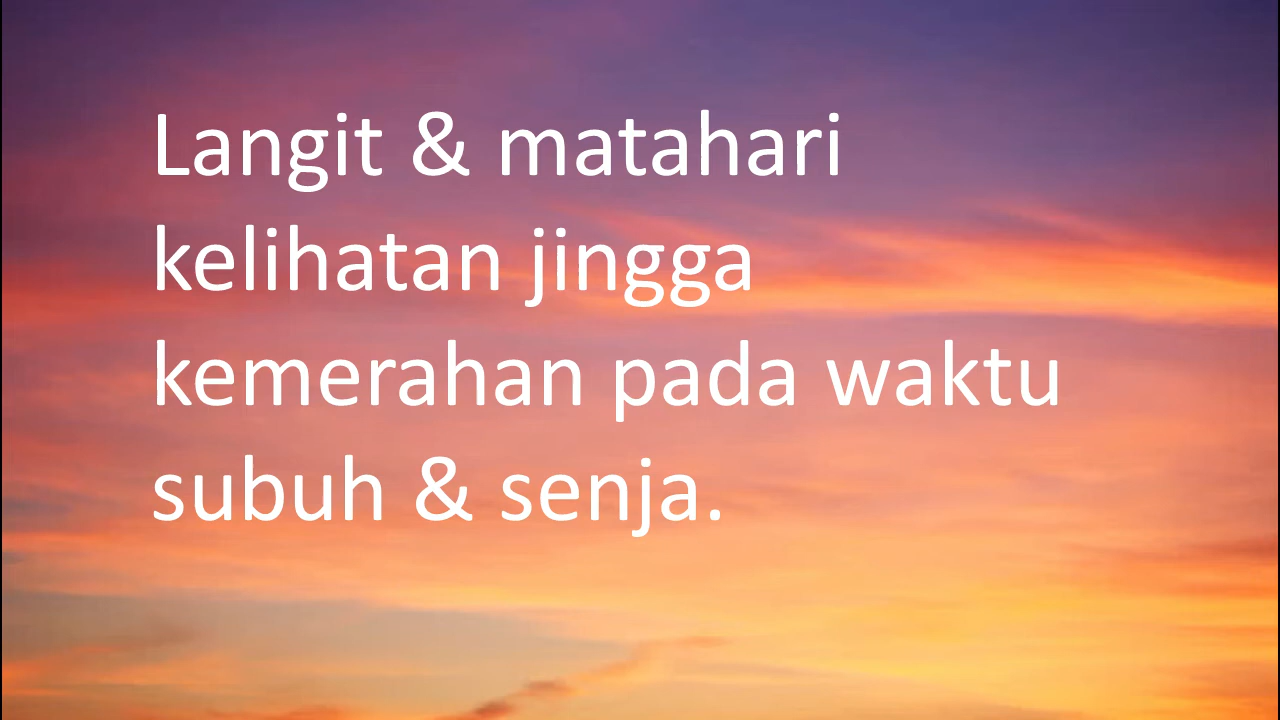 Langit & matahari
kelihatan jingga
kemerahan pada waktu
subuh & senja.